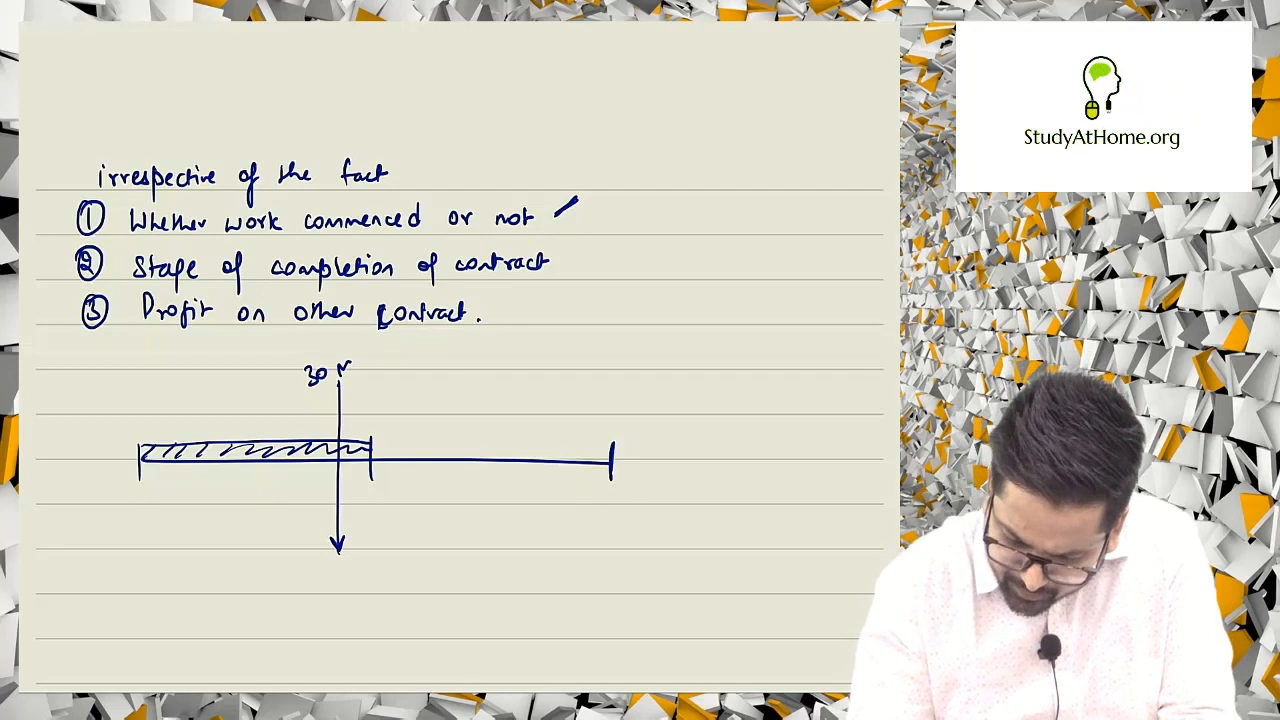 irrespective of the fact
① Whether work commenced or not
② Stage of completion of contract
③ Profit on other contract.
30
StudyAtHome.org